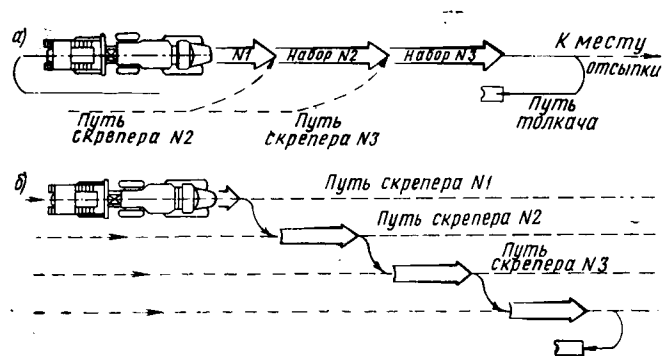 а)
N1
Набор N2
Набор N3
К месту
отсыпки
Путь
скрепера N2
Путь
скрепера N3
Путь
толкача
б)
Путь скрепера N1
Путь скрепера N2
Путь
скрепера N3